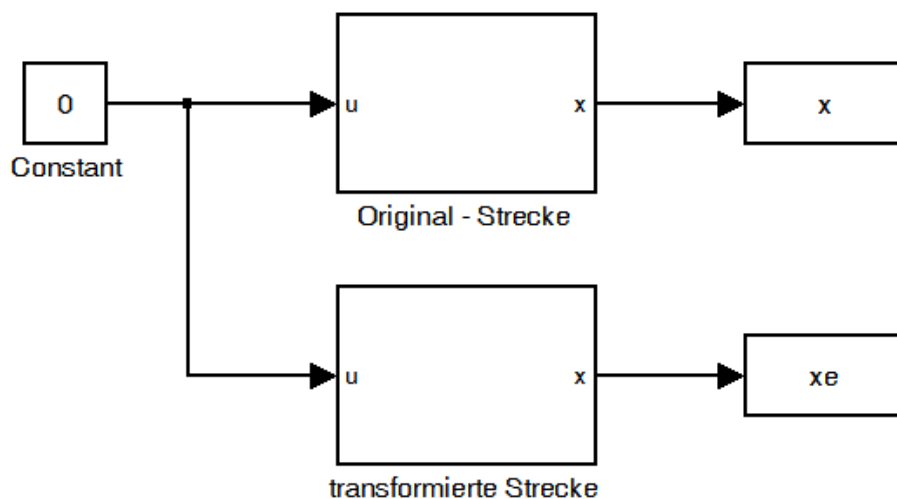 0
Constant
u
x
Original - Strecke
x
u
x
transformierte Strecke
xe